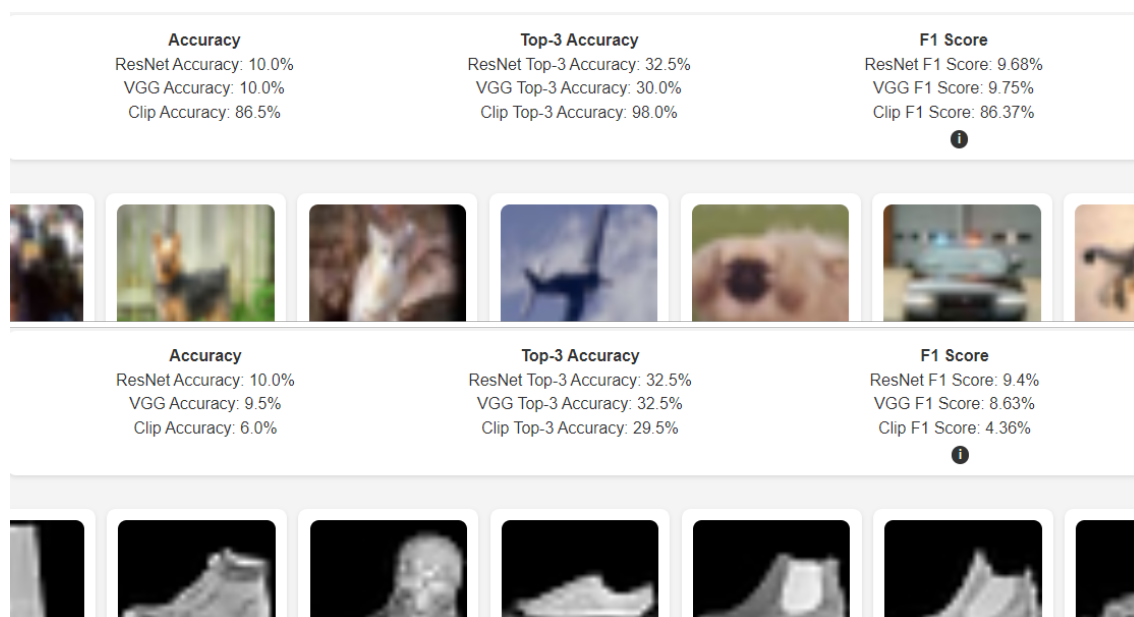 Accuracy
ResNet Accuracy: 10.0%
VGG Accuracy: 10.0%
Clip Accuracy: 86.5%
Top-3 Accuracy
ResNet Top-3 Accuracy: 32.5%
VGG Top-3 Accuracy: 30.0%
Clip Top-3 Accuracy: 98.0%
F1 Score
ResNet F1 Score: 9.68%
VGG F1 Score: 9.75%
Clip F1 Score: 86.37%
i
Accuracy
ResNet Accuracy: 10.0%
VGG Accuracy: 9.5%
Clip Accuracy: 6.0%
Top-3 Accuracy
ResNet Top-3 Accuracy: 32.5%
VGG Top-3 Accuracy: 32.5%
Clip Top-3 Accuracy: 29.5%
F1 Score
ResNet F1 Score: 9.4%
VGG F1 Score: 8.63%
Clip F1 Score: 4.36%
i